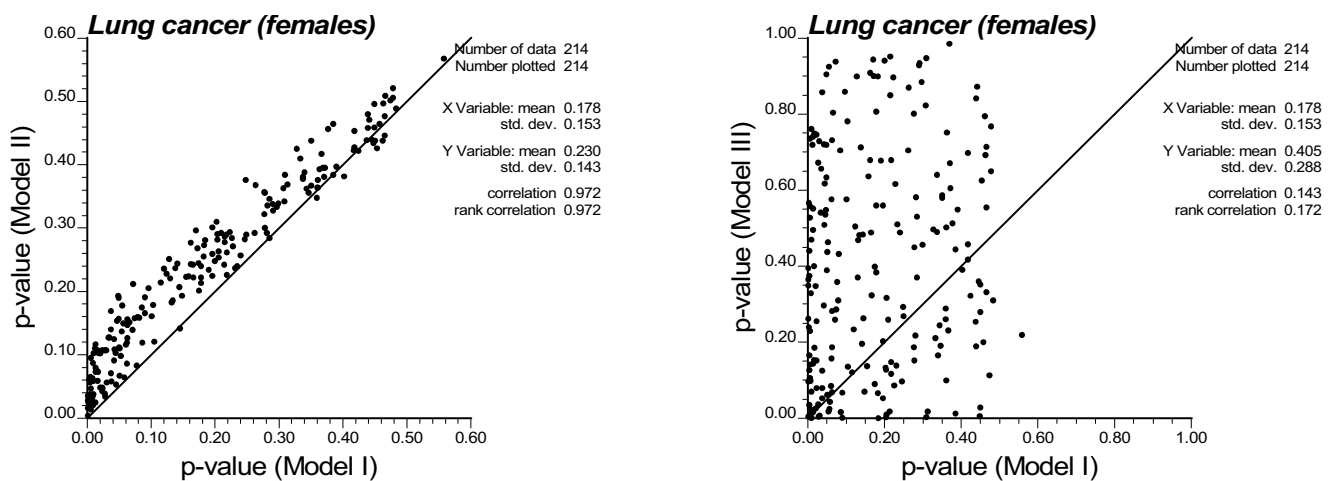 Lung cancer (females)
0.60
0.50
0.40
0.30
0.20
0.10
0.00
0.00 0.10 0.20 0.30 0.40 0.50 0.60
p-value (Model II)
p-value (Model I)
Number of data 214
Number plotted 214
X Variable: mean 0.178
std. dev. 0.153
Y Variable: mean 0.230
std. dev. 0.143
correlation 0.972
rank correlation 0.972
Lung cancer (females)
1.00
0.80
0.60
0.40
0.20
0.00
0.00 0.20 0.40 0.60 0.80 1.00
p-value (Model III)
p-value (Model I)
Number of data 214
Number plotted 214
X Variable: mean 0.178
std. dev. 0.153
Y Variable: mean 0.405
std. dev. 0.288
correlation 0.143
rank correlation 0.172